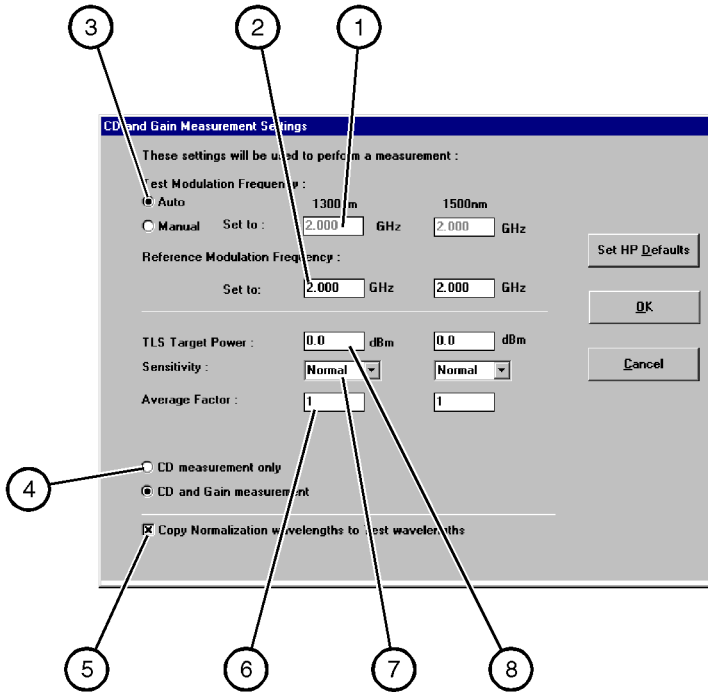 3 2 1
CD and Gain Measurement Settings
These settings will be used to perform a measurement :
Test Modulation Frequency :
Auto 1300nm 1500nm
Manual Set to : 2.000 GHz 2.000 GHz
Reference Modulation Frequency :
Set to: 2.000 GHz 2.000 GHz
Set HP Defaults
OK
TLS Target Power : 0.0 dBm 0.0 dBm
Sensitivity : Normal Normal
Cancel
Average Factor : 1 1
CD measurement only
4
CD and Gain measurement
Copy Normalization wavelengths to Test wavelengths
5 6 7 8